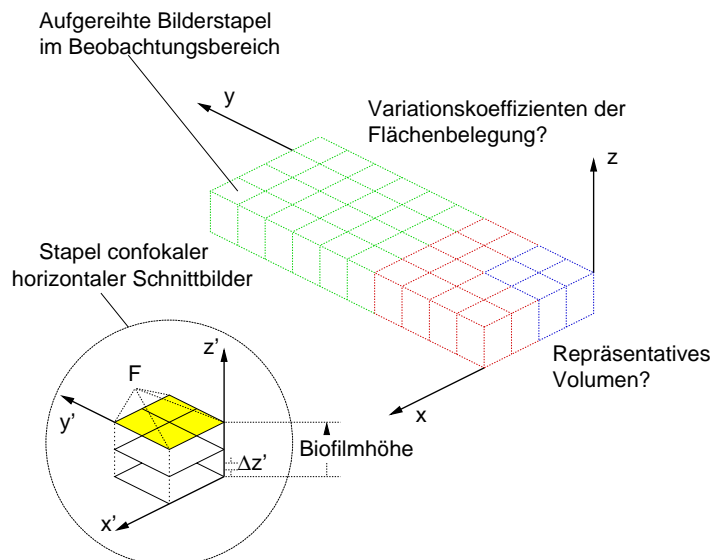 Aufgereihte Bilderstapel
im Beobachtungsbereich
y
Variationskoeffizienten der
Flächenbelegung?
z
Stapel confokaler
horizontaler Schnittbilder
z'
F
Repräsentatives
Volumen?
x
y'
Biofilmhöhe
Δz'
x'